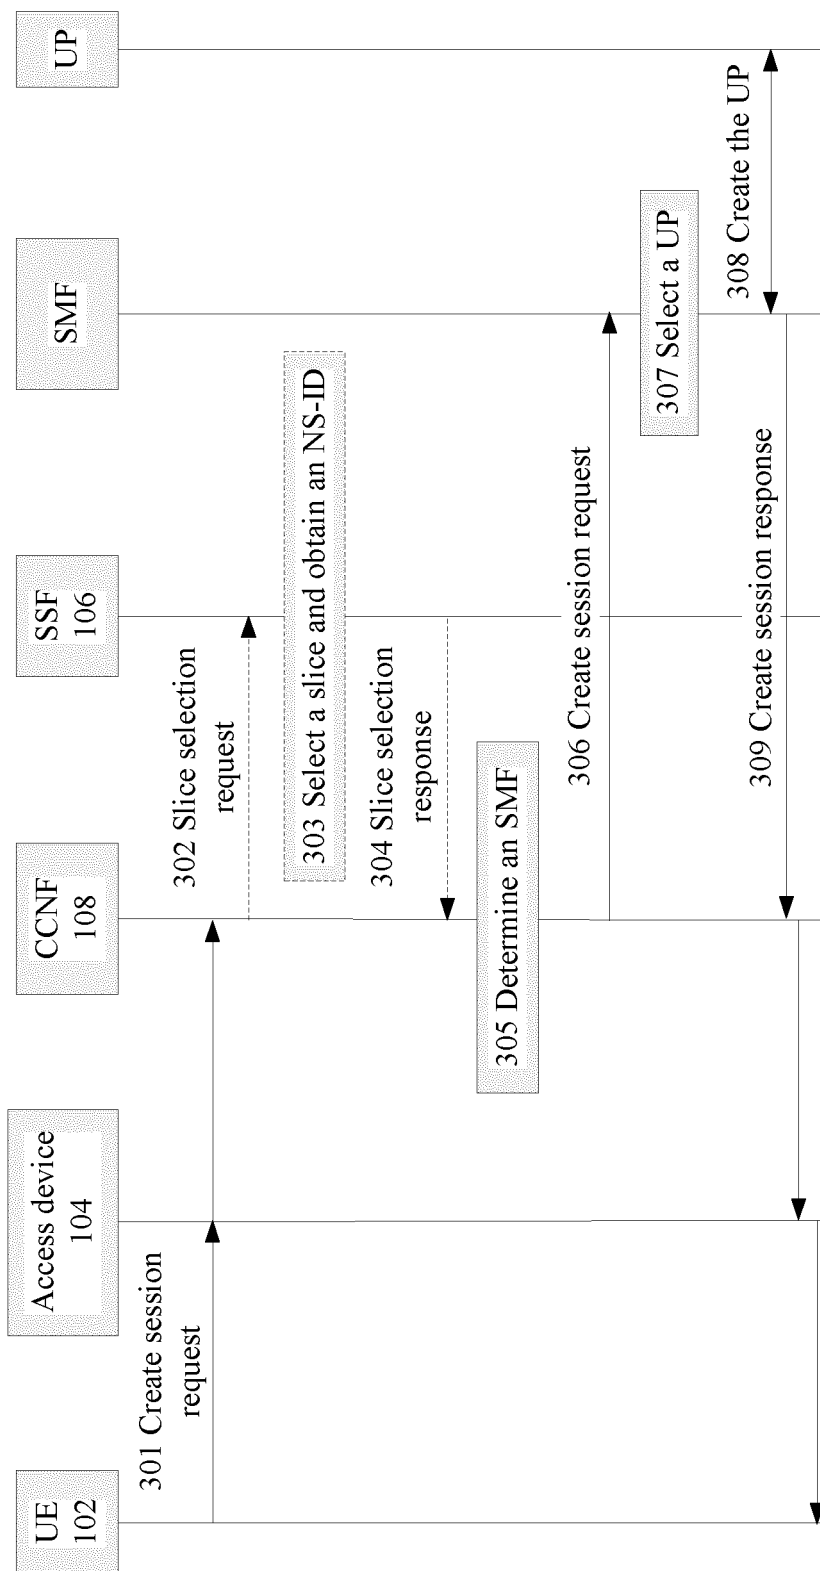 UE
102
Access device
104
CCNF
108
SSF
106
SMF
UP
301 Create session
request
302 Slice selection
request
303 Select a slice and obtain an NS-ID
304 Slice selection
response
305 Determine an SMF
306 Create session request
307 Select a UP
308 Create the UP
309 Create session response